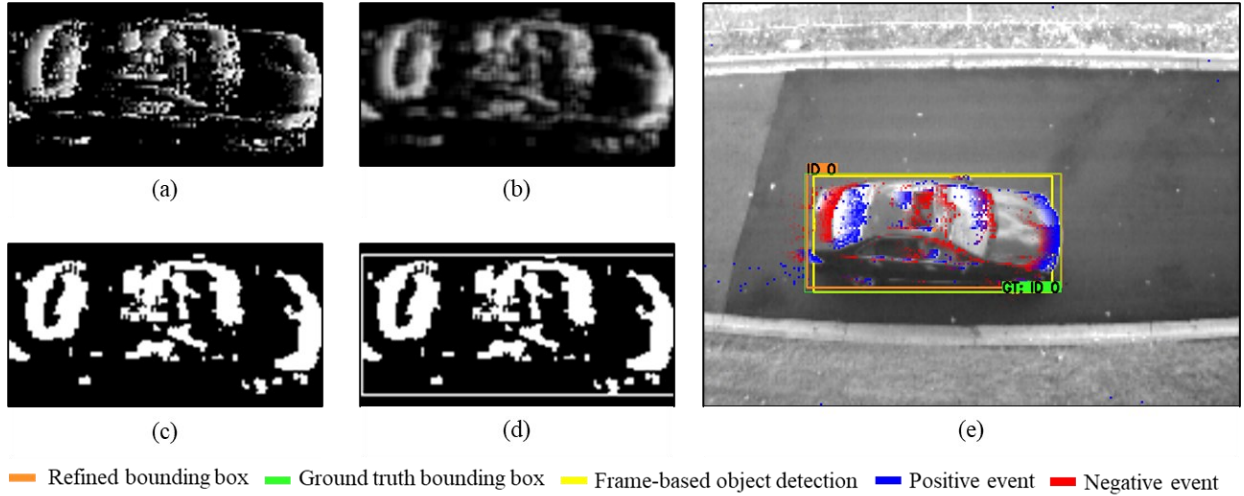 (a)
(b)
(c)
(d)
ID 0
GT: ID 0
(e)
Refined bounding box
Ground truth bounding box
Frame-based object detection
Positive event
Negative event